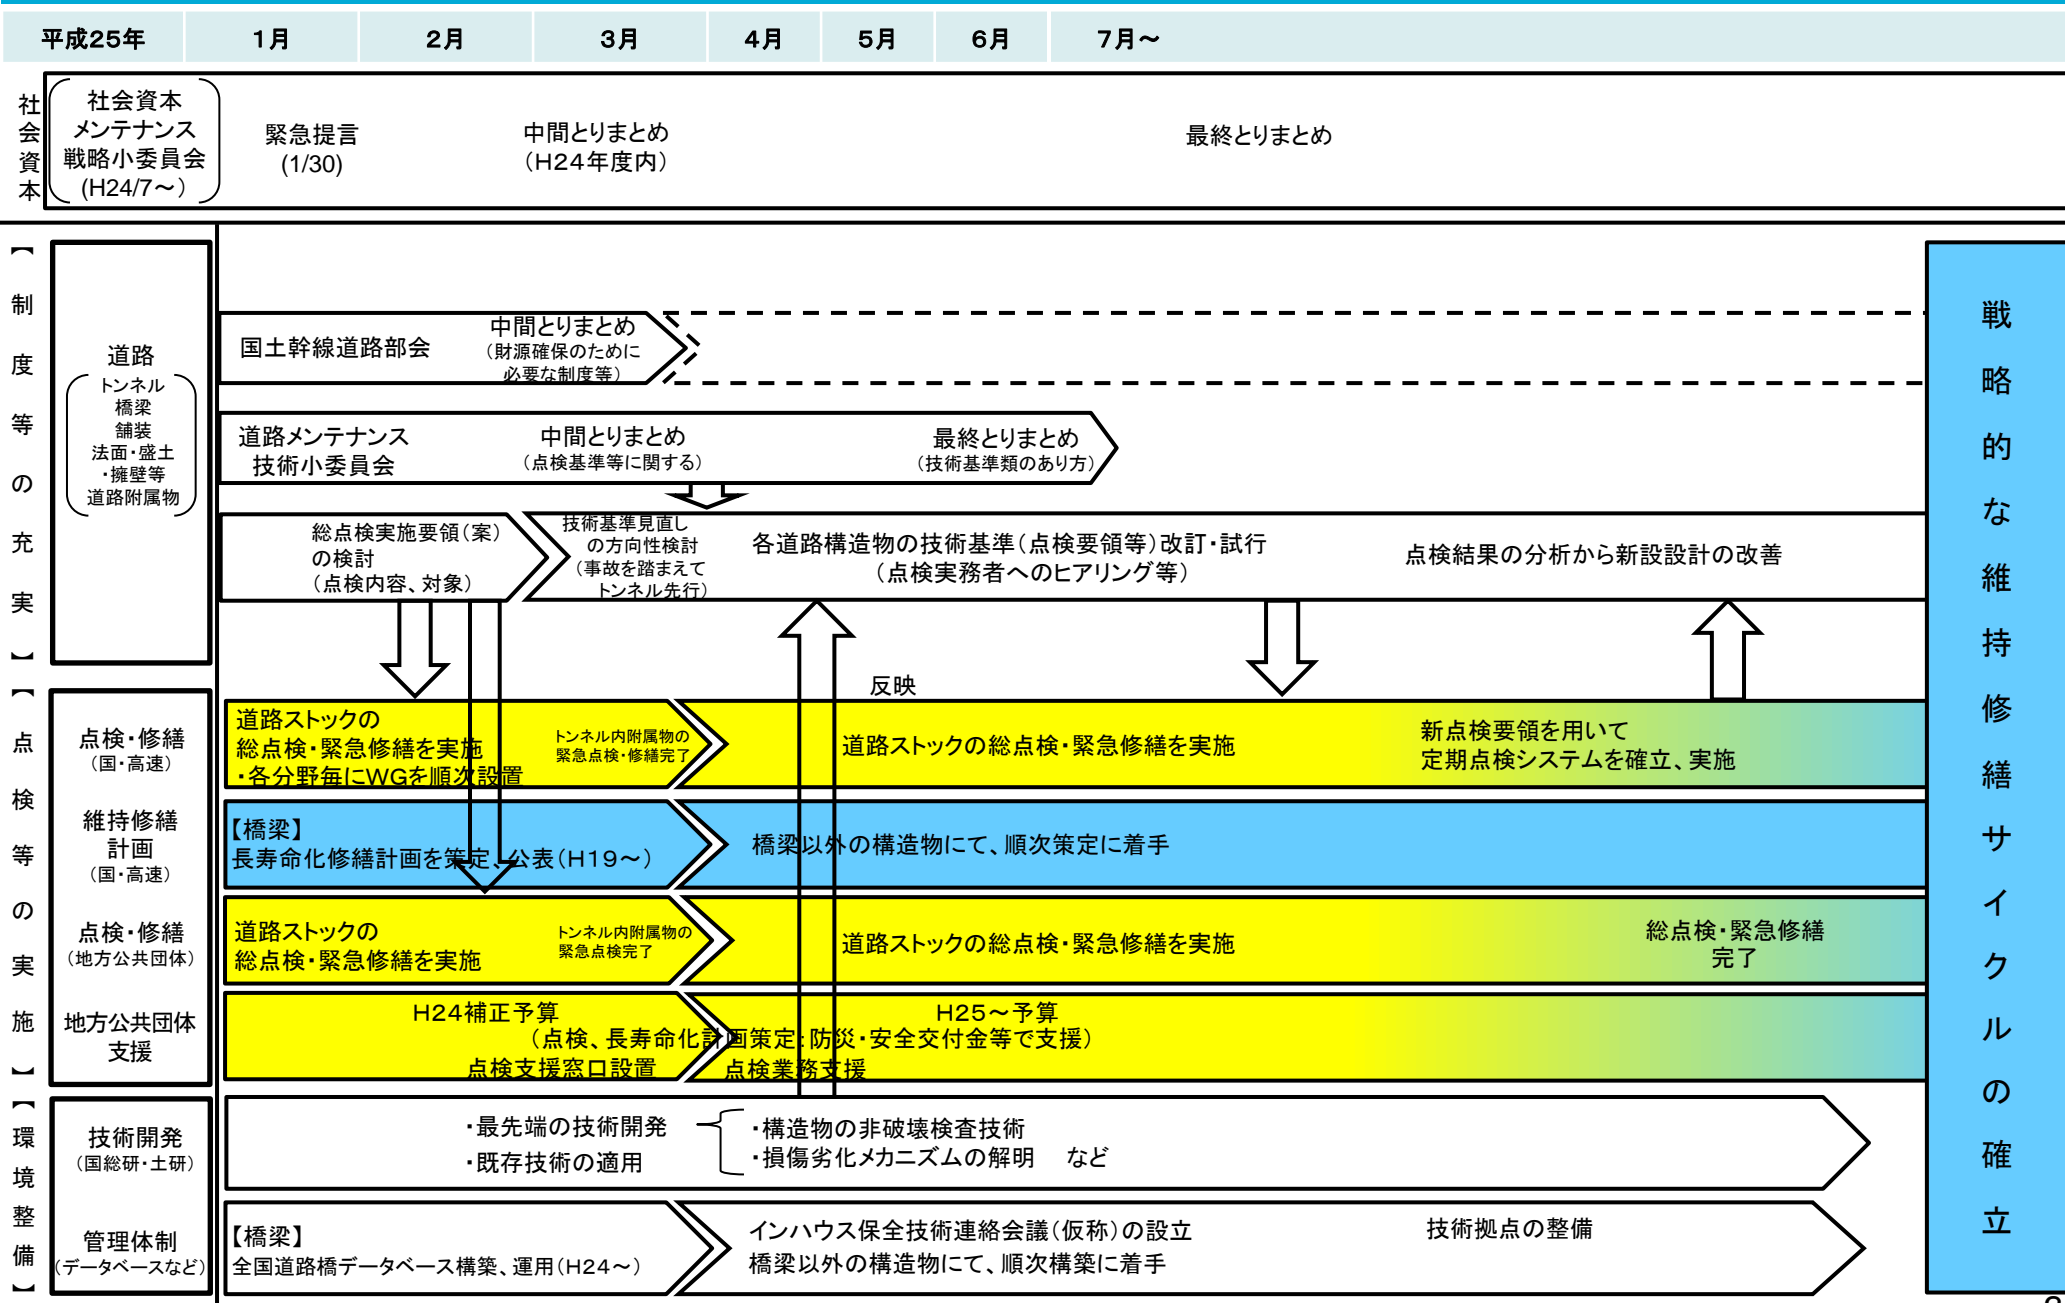 平成25年
1月
2月
3月
4月
5月
6月
7月～
社会資本
社会資本
メンテナンス
戦略小委員会
(H24/7～)
緊急提言
(1/30)
中間とりまとめ
（H24年度内）
最終とりまとめ
【制度等の充実】
道路
トンネル
橋梁
舗装
法面・盛土
・擁壁等
道路附属物
国土幹線道路部会
中間とりまとめ
（財源確保のために
必要な制度等）
道路メンテナンス
技術小委員会
中間とりまとめ
（点検基準等に関する）
最終とりまとめ
（技術基準類のあり方）
総点検実施要領（案）
の検討
（点検内容、対象）
技術基準見直し
の方向性検討
（事故を踏まえて
トンネル先行）
各道路構造物の技術基準（点検要領等）改訂・試行
（点検実務者へのヒアリング等）
点検結果の分析から新設設計の改善
反映
【点検等の実施】
点検・修繕
（国・高速）
道路ストックの
総点検・緊急修繕を実施
・各分野毎にWGを順次設置
トンネル内附属物の
緊急点検・修繕完了
道路ストックの総点検・緊急修繕を実施
新点検要領を用いて
定期点検システムを確立、実施
維持修繕
計画
（国・高速）
【橋梁】
長寿命化修繕計画を策定、公表（H19～）
橋梁以外の構造物にて、順次策定に着手
点検・修繕
（地方公共団体）
道路ストックの
総点検・緊急修繕を実施
トンネル内附属物の
緊急点検完了
道路ストックの総点検・緊急修繕を実施
総点検・緊急修繕
完了
地方公共団体
支援
H24補正予算
H25～予算
（点検、長寿命化計画策定：防災・安全交付金等で支援）
点検支援窓口設置
点検業務支援
【環境整備】
技術開発
（国総研・土研）
・最先端の技術開発
・既存技術の適用
・構造物の非破壊検査技術
・損傷劣化メカニズムの解明　など
管理体制
（データベースなど）
【橋梁】
全国道路橋データベース構築、運用（H24～）
インハウス保全技術連絡会議（仮称）の設立
橋梁以外の構造物にて、順次構築に着手
技術拠点の整備
戦略的な維持修繕サイクルの確立